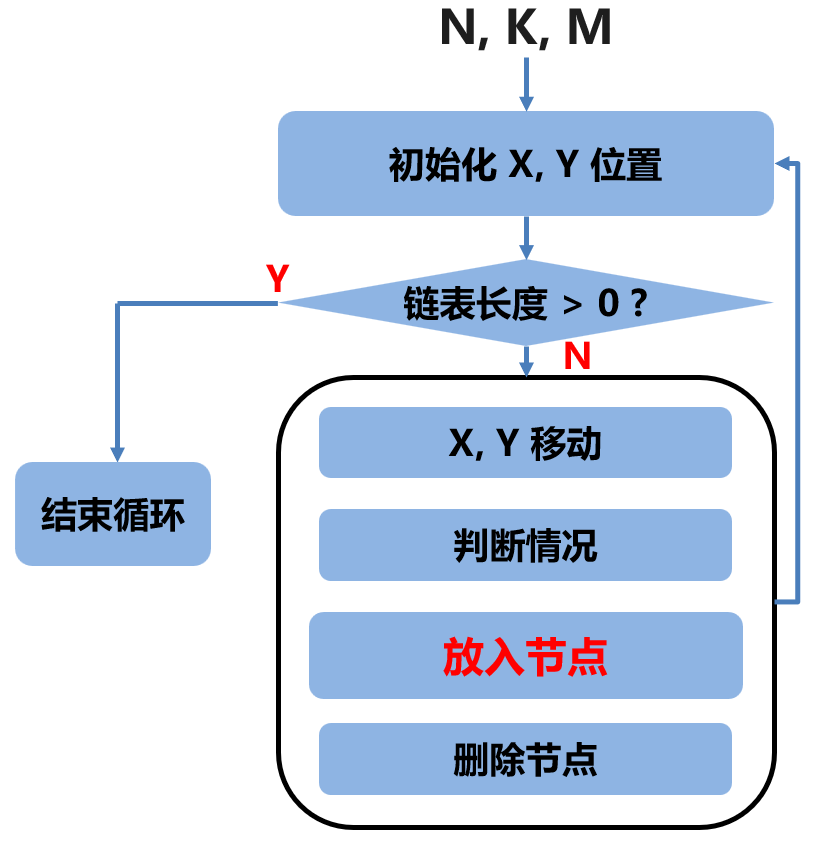 N, K, M
初始化 X, Y 位置
Y
链表长度 > 0 ?
N
X, Y 移动
结束循环
判断情况
放入节点
删除节点